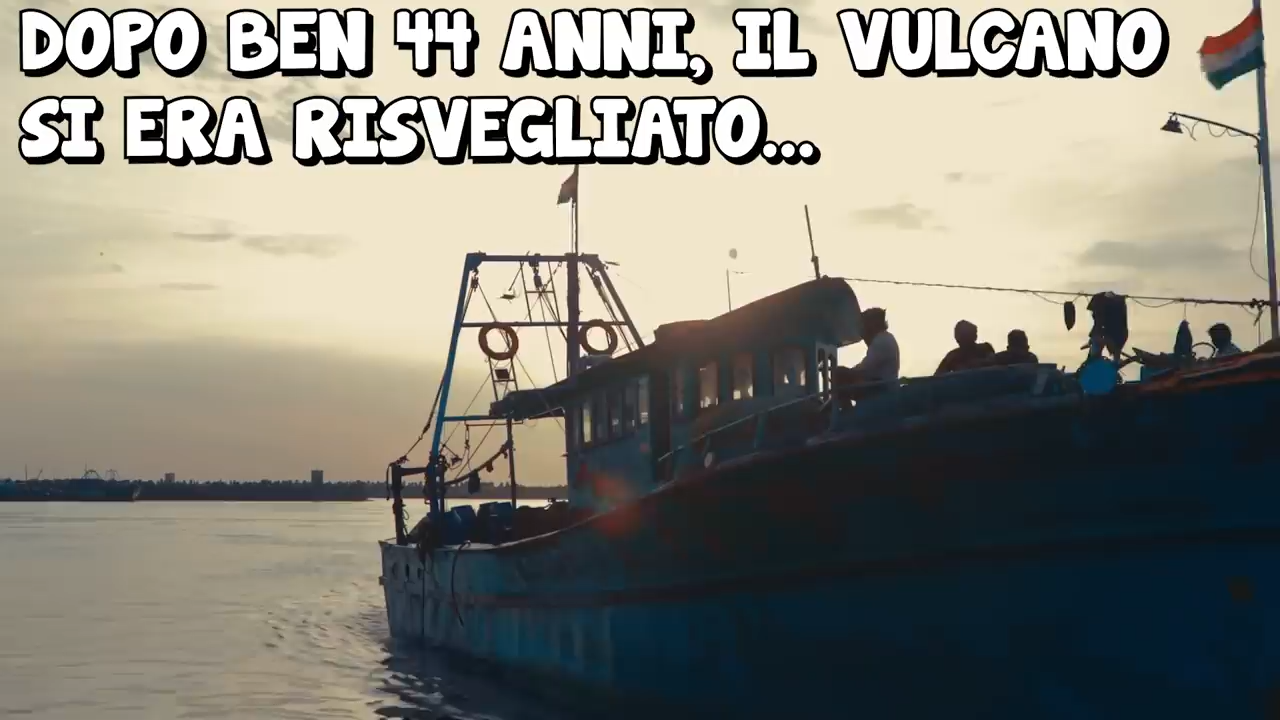 DOPO BEN 44 ANNI, IL VULCANO
SI ERA RISVEGLIATO...